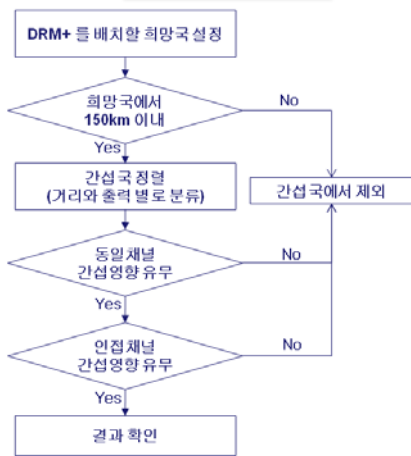 DRM+ 를 배치할 희망국 설정
희망국에서
150km 이내
No
Yes
간섭국 정렬
(거리와 출력 별로 분류)
간섭국에서 제외
동일채널
간섭영향 유무
No
Yes
인접채널
간섭영향 유무
No
Yes
결과 확인